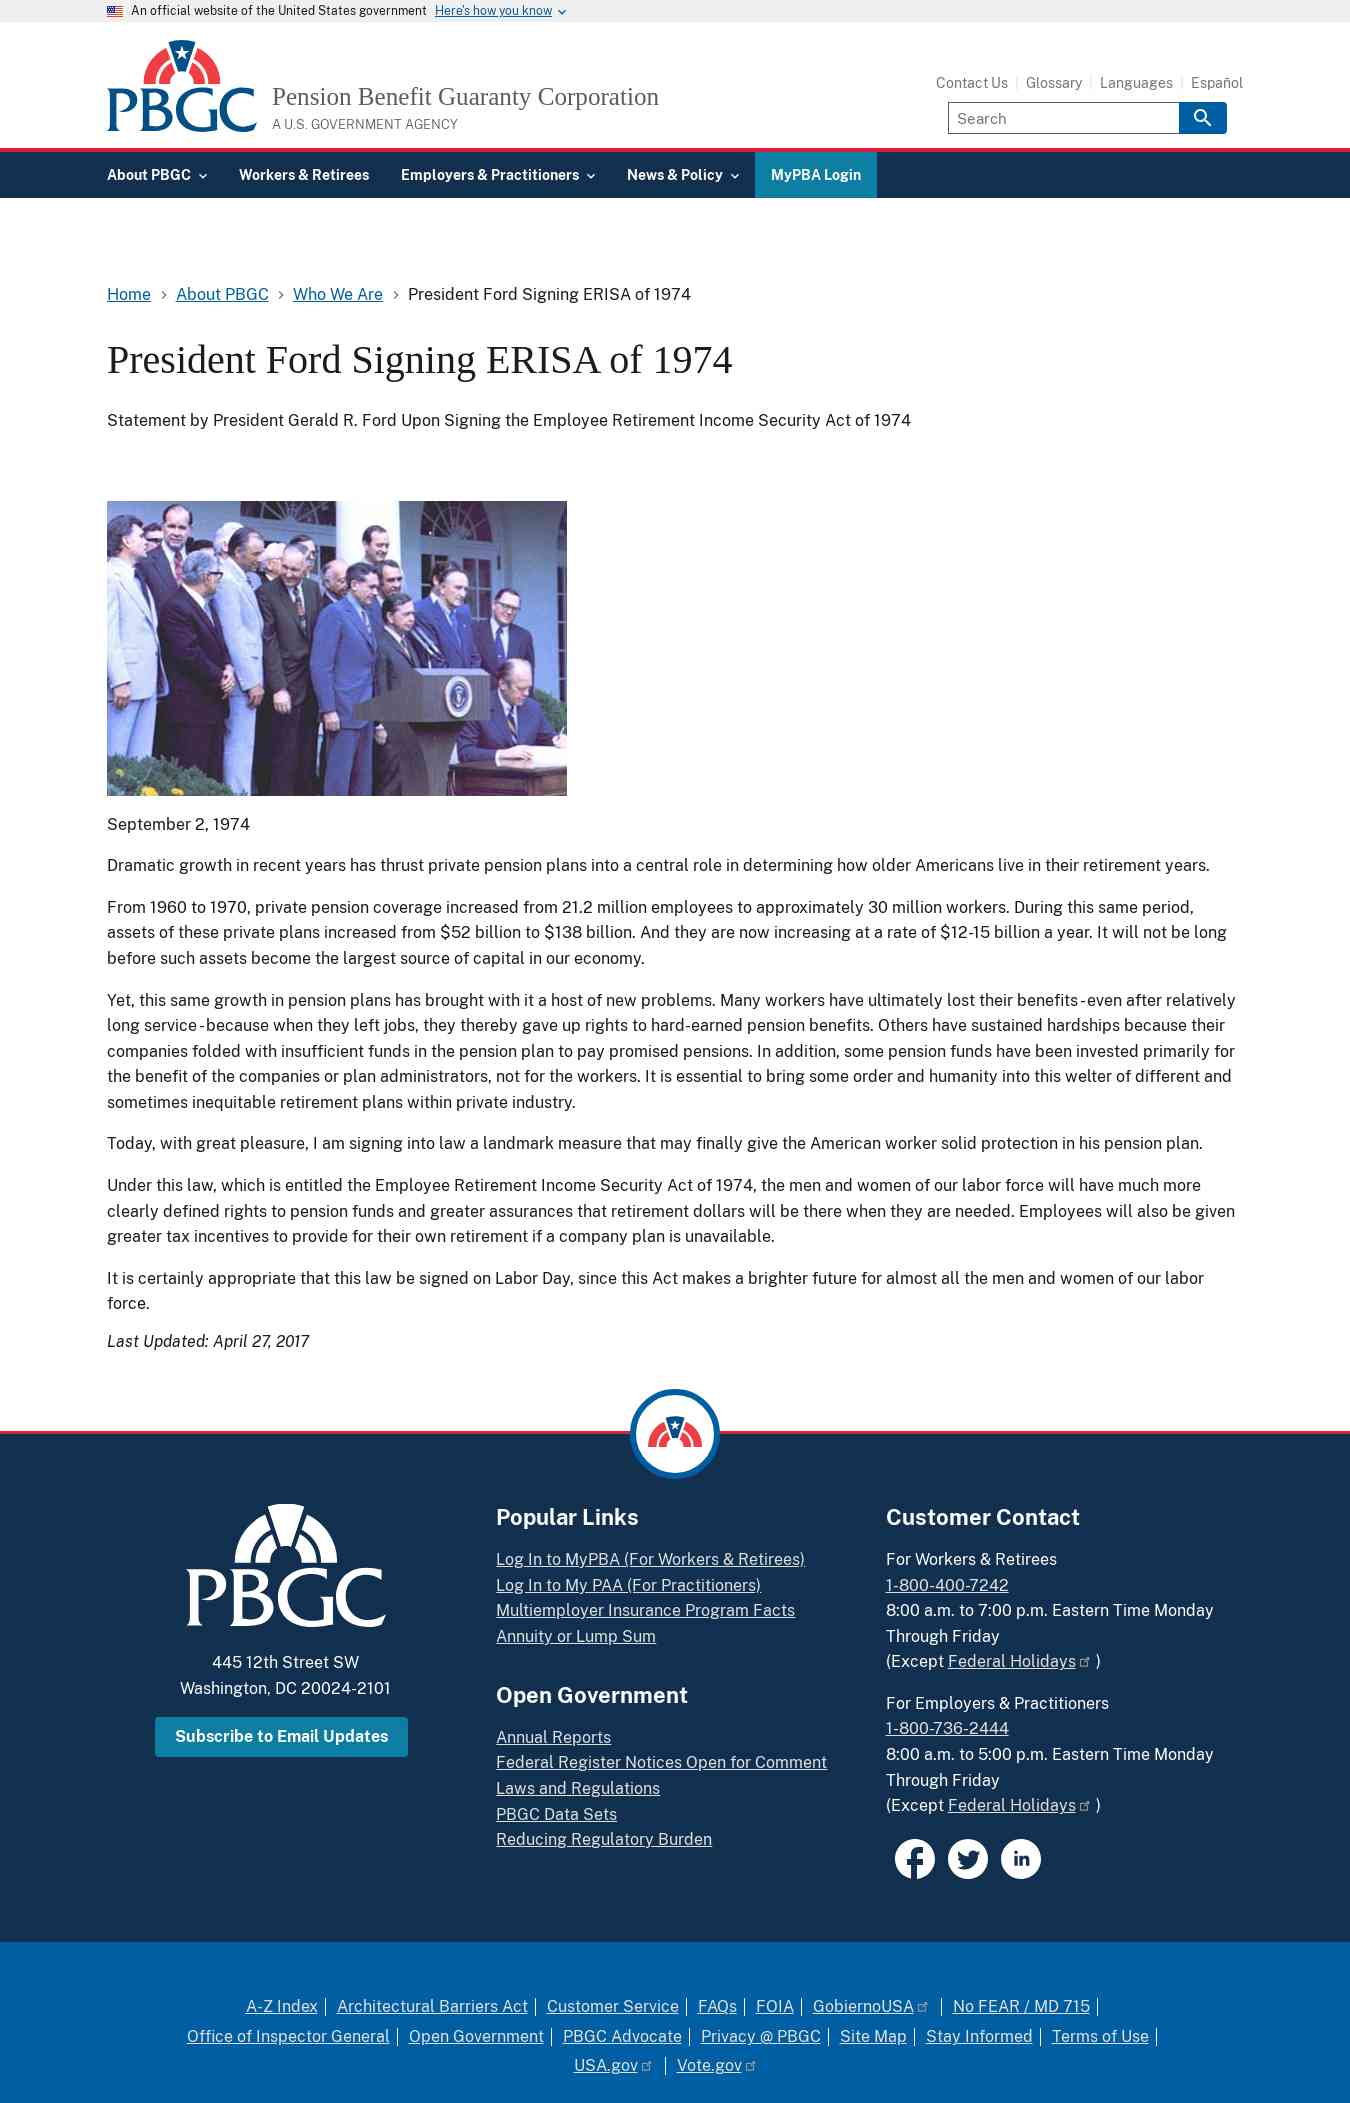 An official website of the United States government Here's how you know
PBGC
Pension Benefit Guaranty Corporation
A U.S. GOVERNMENT AGENCY
Contact Us Glossary Languages Español
Search
About PBGC Workers & Retirees Employers & Practitioners News & Policy MyPBA Login
Home About PBGC Who We Are President Ford Signing ERISA of 1974
President Ford Signing ERISA of 1974
Statement by President Gerald R. Ford Upon Signing the Employee Retirement Income Security Act of 1974
September 2, 1974
Dramatic growth in recent years has thrust private pension plans into a central role in determining how older Americans live in their retirement years.
From 1960 to 1970, private pension coverage increased from 21.2 million employees to approximately 30 million workers. During this same period,
assets of these private plans increased from $52 billion to $138 billion. And they are now increasing at a rate of $12-15 billion a year. It will not be long
before such assets become the largest source of capital in our economy.
Yet, this same growth in pension plans has brought with it a host of new problems. Many workers have ultimately lost their benefits - even after relatively
long service - because when they left jobs, they thereby gave up rights to hard-earned pension benefits. Others have sustained hardships because their
companies folded with insufficient funds in the pension plan to pay promised pensions. In addition, some pension funds have been invested primarily for
the benefit of the companies or plan administrators, not for the workers. It is essential to bring some order and humanity into this welter of different and
sometimes inequitable retirement plans within private industry.
Today, with great pleasure, I am signing into law a landmark measure that may finally give the American worker solid protection in his pension plan.
Under this law, which is entitled the Employee Retirement Income Security Act of 1974, the men and women of our labor force will have much more
clearly defined rights to pension funds and greater assurances that retirement dollars will be there when they are needed. Employees will also be given
greater tax incentives to provide for their own retirement if a company plan is unavailable.
It is certainly appropriate that this law be signed on Labor Day, since this Act makes a brighter future for almost all the men and women of our labor
force.
Last Updated: April 27, 2017
PBGC
445 12th Street SW
Washington, DC 20024-2101
Subscribe to Email Updates
Popular Links
Log In to MyPBA (For Workers & Retirees)
Log In to My PAA (For Practitioners)
Multiemployer Insurance Program Facts
Annuity or Lump Sum
Open Government
Annual Reports
Federal Register Notices Open for Comment
Laws and Regulations
PBGC Data Sets
Reducing Regulatory Burden
Customer Contact
For Workers & Retirees
1-800-400-7242
8:00 a.m. to 7:00 p.m. Eastern Time Monday
Through Friday
(Except Federal Holidays )
For Employers & Practitioners
1-800-736-2444
8:00 a.m. to 5:00 p.m. Eastern Time Monday
Through Friday
(Except Federal Holidays )
in
A-Z Index Architectural Barriers Act Customer Service FAQs FOIA GobiernoUSA No FEAR / MD 715
Office of Inspector General Open Government PBGC Advocate Privacy @ PBGC Site Map Stay Informed Terms of Use
USA.gov Vote.gov